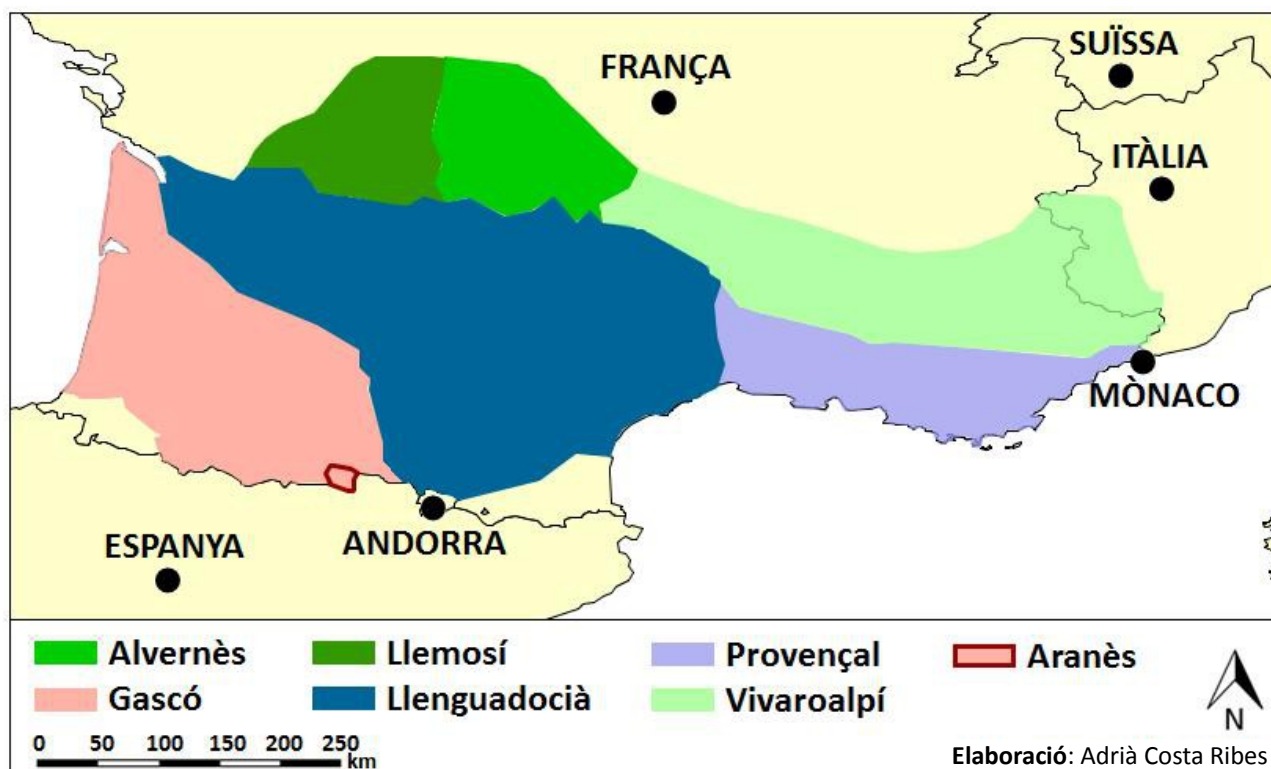 SUÏSSA
FRANÇA
ITÀLIA
MÒNACO
ANDORRA
ESPANYA
Alvernès
Llemosí
Provençal
Aranès
Gascó
Llenguadocià
Vivaroalpí
0 50 100 150 200 250
km
N
Elaboració: Adrià Costa Ribes